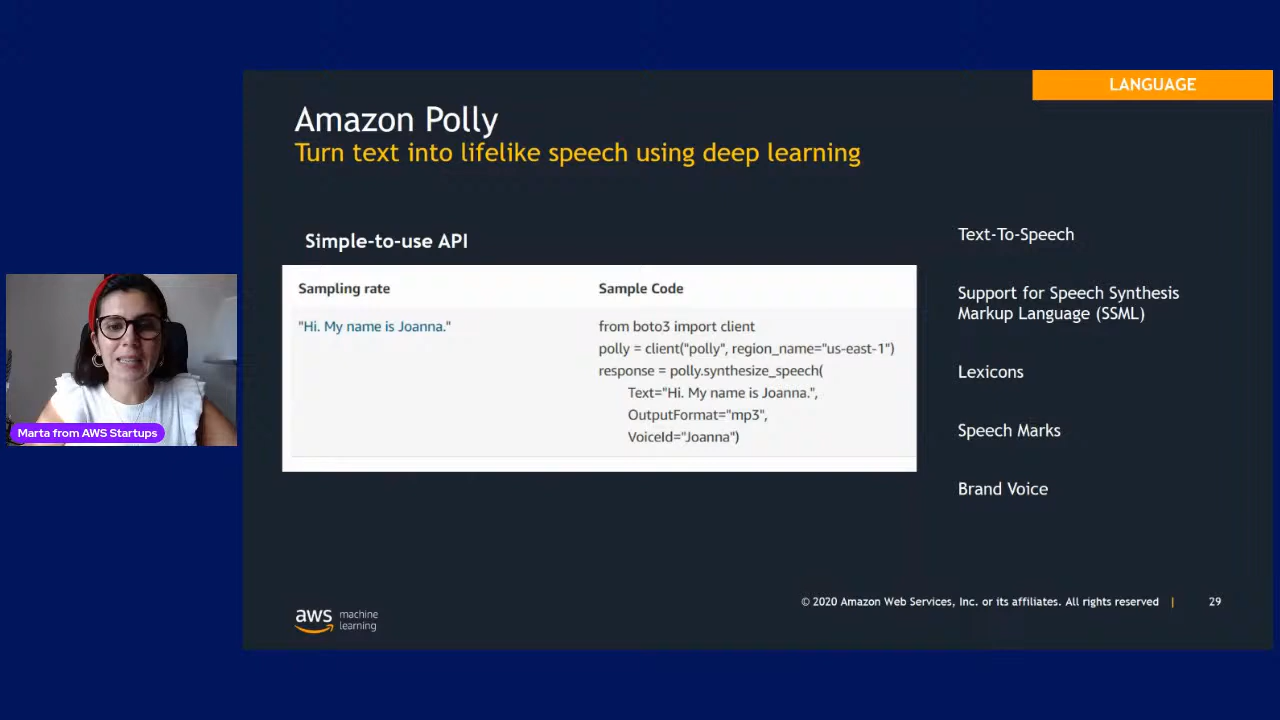 LANGUAGE
Amazon Polly
Turn text into lifelike speech using deep learning
Simple-to-use API
Sampling rate
Sample Code
"Hi. My name is Joanna."
from boto3 import client
polly = client("polly", region_name="us-east-1")
response = polly.synthesize_speech(
Text="Hi. My name is Joanna.",
OutputFormat="mp3",
VoiceId="Joanna")
Text-To-Speech
Support for Speech Synthesis
Markup Language (SSML)
Lexicons
Speech Marks
Brand Voice
Marta from AWS Startups
aws machine
learning
© 2020 Amazon Web Services, Inc. or its affiliates. All rights reserved | 29